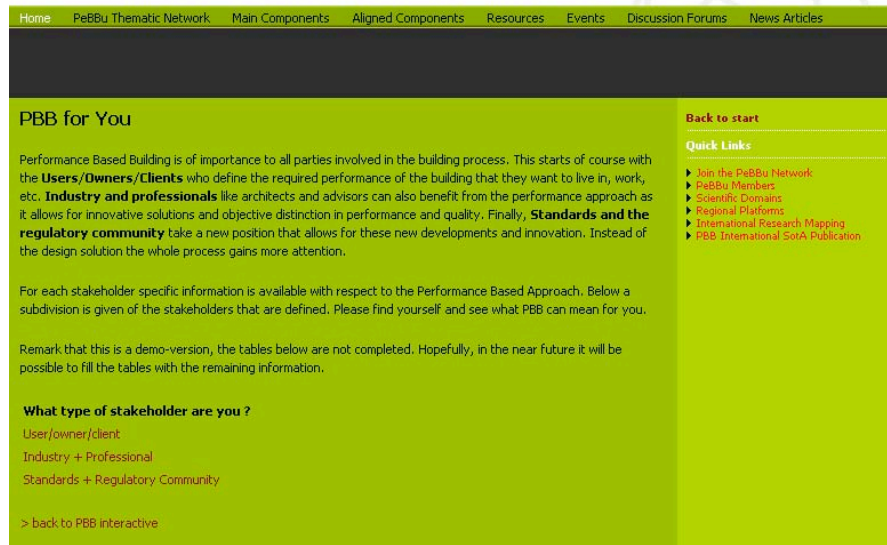 Home PeBBu Thematic Network Main Components Aligned Components Resources Events Discussion Forums News Articles
PBB for You
Performance Based Building is of importance to all parties involved in the building process. This starts of course with
the Users/Owners/Clients who define the required performance of the building that they want to live in, work,
etc. Industry and professionals like architects and advisors can also benefit from the performance approach as
it allows for innovative solutions and objective distinction in performance and quality. Finally, Standards and the
regulatory community take a new position that allows for these new developments and innovation. Instead of
the design solution the whole process gains more attention.
For each stakeholder specific information is available with respect to the Performance Based Approach. Below a
subdivision is given of the stakeholders that are defined. Please find yourself and see what PBB can mean for you.
Remark that this is a demo-version, the tables below are not completed. Hopefully, in the near future it will be
possible to fill the tables with the remaining information.
What type of stakeholder are you ?
User/owner/client
Industry + Professional
Standards + Regulatory Community
> back to PBB interactive
Back to start
Quick Links
Join the PeBBu Network
PeBBu Members
Scientific Domains
Regional Platforms
International Research Mapping
PBB International SotA Publication